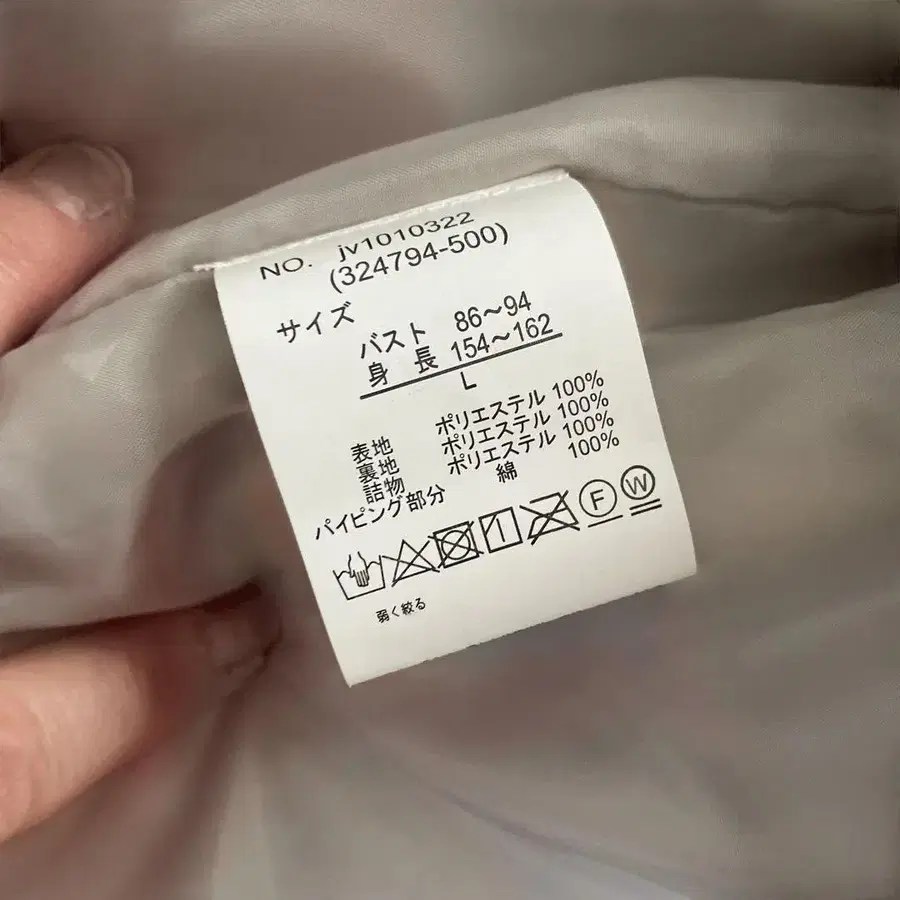 NO. jv1010322
(324794-500)
サイズ
バスト 86～94
身長 154～162
L
表地 ポリエステル 100%
裏地 ポリエステル 100%
詰物 ポリエステル 100%
パイピング部分 綿 100%
F W
弱く絞る